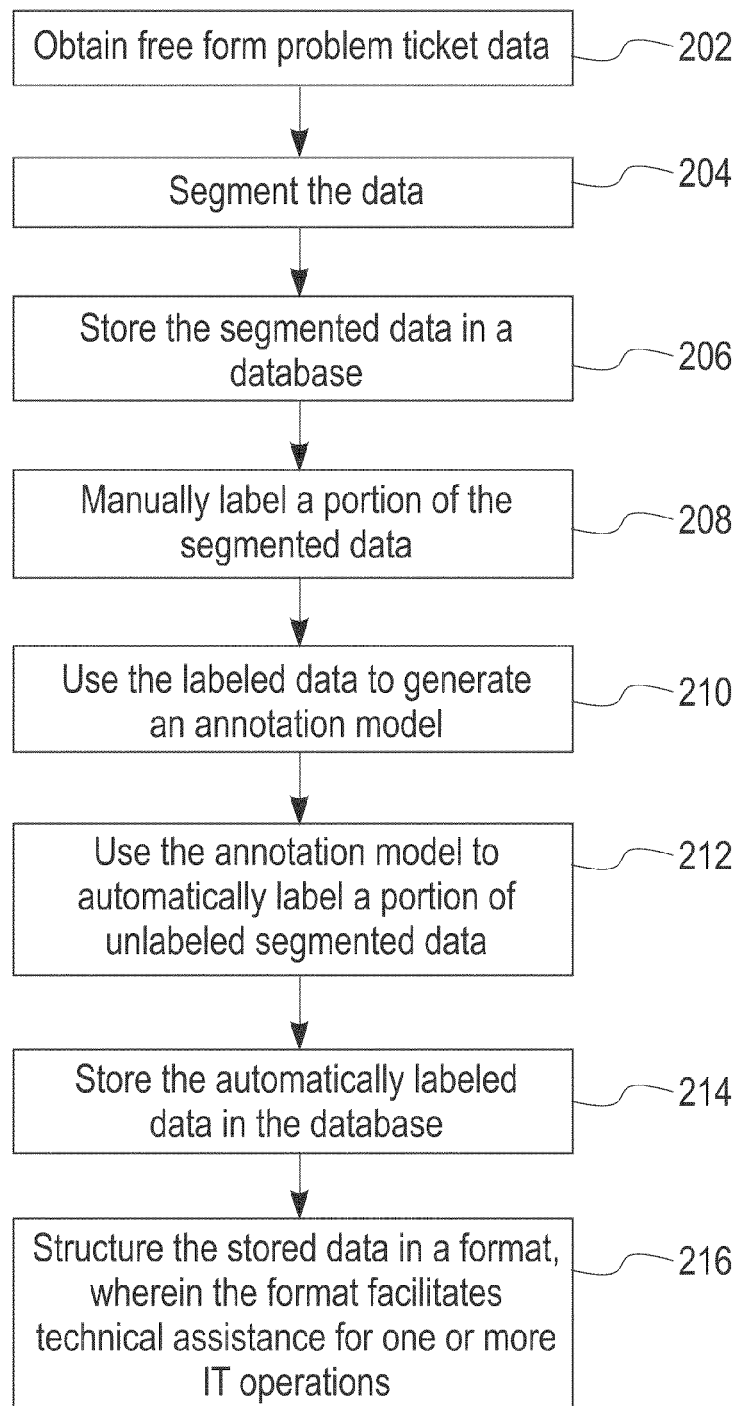 Obtain free form problem ticket data
202
Segment the data
204
Store the segmented data in a
database
206
Manually label a portion of the
segmented data
208
Use the labeled data to generate
an annotation model
210
Use the annotation model to
automatically label a portion of
unlabeled segmented data
212
Store the automatically labeled
data in the database
214
Structure the stored data in a format,
wherein the format facilitates
technical assistance for one or more
IT operations
216